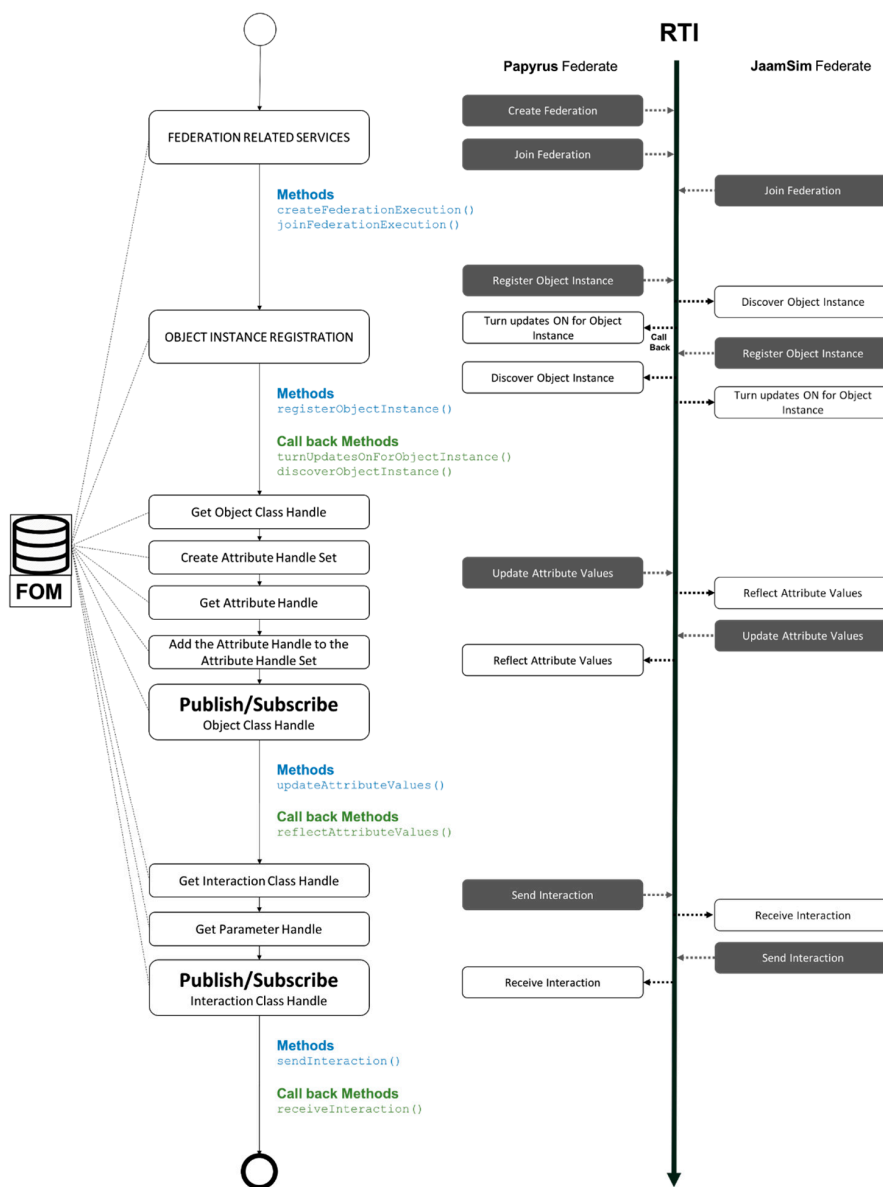 RTI
Papyrus Federate
JaamSim Federate
FEDERATION RELATED SERVICES
Methods
createFederationExecution()
joinFederationExecution()
OBJECT INSTANCE REGISTRATION
Methods
registerObjectInstance()
Call back Methods
turnUpdatesOnForObjectInstance()
discoverObjectInstance()
FOM
Get Object Class Handle
Create Attribute Handle Set
Get Attribute Handle
Add the Attribute Handle to the
Attribute Handle Set
Publish/Subscribe
Object Class Handle
Methods
updateAttributeValues()
Call back Methods
reflectAttributeValues()
Get Interaction Class Handle
Get Parameter Handle
Publish/Subscribe
Interaction Class Handle
Methods
sendInteraction()
Call back Methods
receiveInteraction()
Create Federation
Join Federation
Join Federation
Register Object Instance
Discover Object Instance
Turn updates ON for Object
Instance
Call
Back
Register Object Instance
Discover Object Instance
Turn updates ON for Object
Instance
Update Attribute Values
Reflect Attribute Values
Update Attribute Values
Reflect Attribute Values
Send Interaction
Receive Interaction
Send Interaction
Receive Interaction